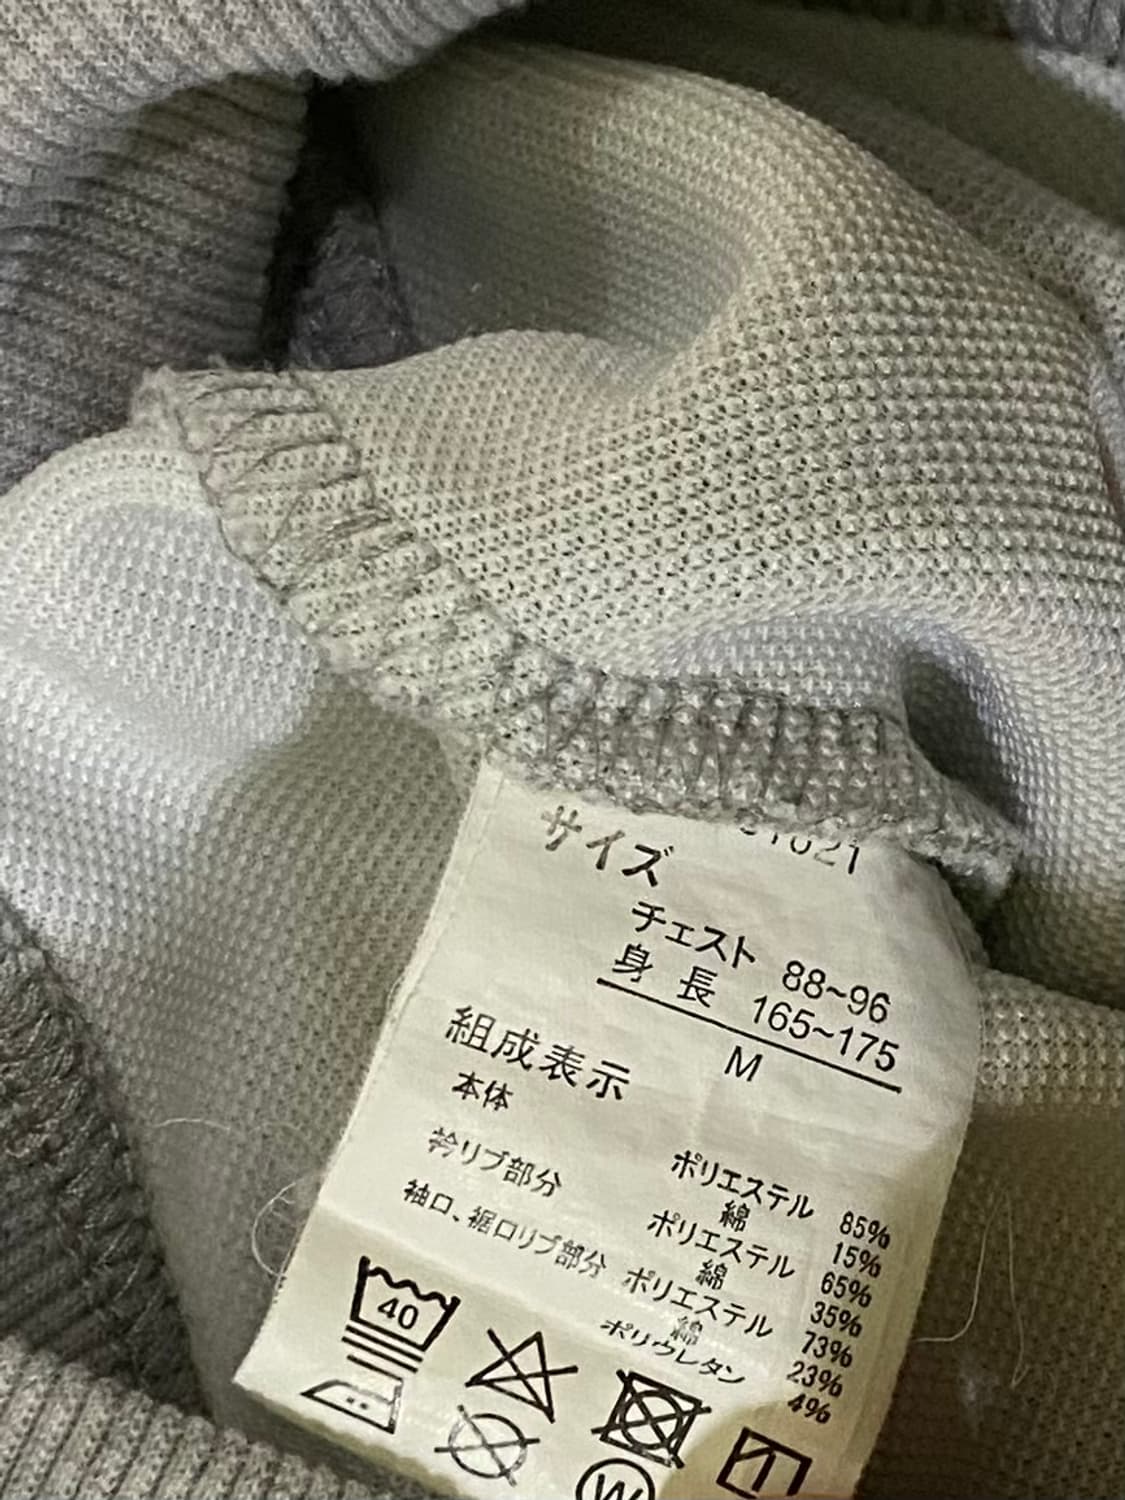 サイズ
チェスト 88~96
身長 165~175
M
組成表示
本体
ポリエステル 85%
綿 15%
衿リブ部分
ポリエステル 65%
綿 35%
袖口、裾口リブ部分
ポリエステル 73%
綿 23%
ポリウレタン 4%
40
W